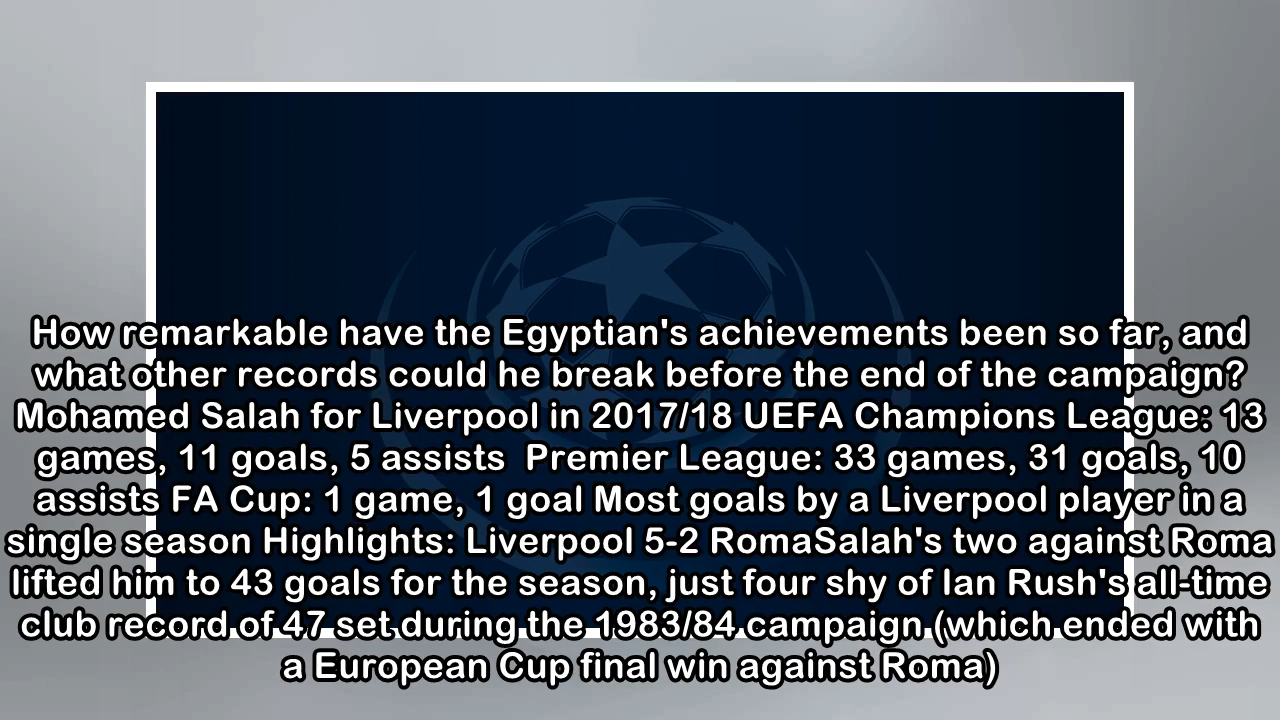 How remarkable have the Egyptian's achievements been so far, and
what other records could he break before the end of the campaign?
Mohamed Salah for Liverpool in 2017/18 UEFA Champions League: 13
games, 11 goals, 5 assists  Premier League: 33 games, 31 goals, 10
assists FA Cup: 1 game, 1 goal Most goals by a Liverpool player in a
single season Highlights: Liverpool 5-2 RomaSalah's two against Roma
lifted him to 43 goals for the season, just four shy of Ian Rush's all-time
club record of 47 set during the 1983/84 campaign (which ended with
a European Cup final win against Roma)